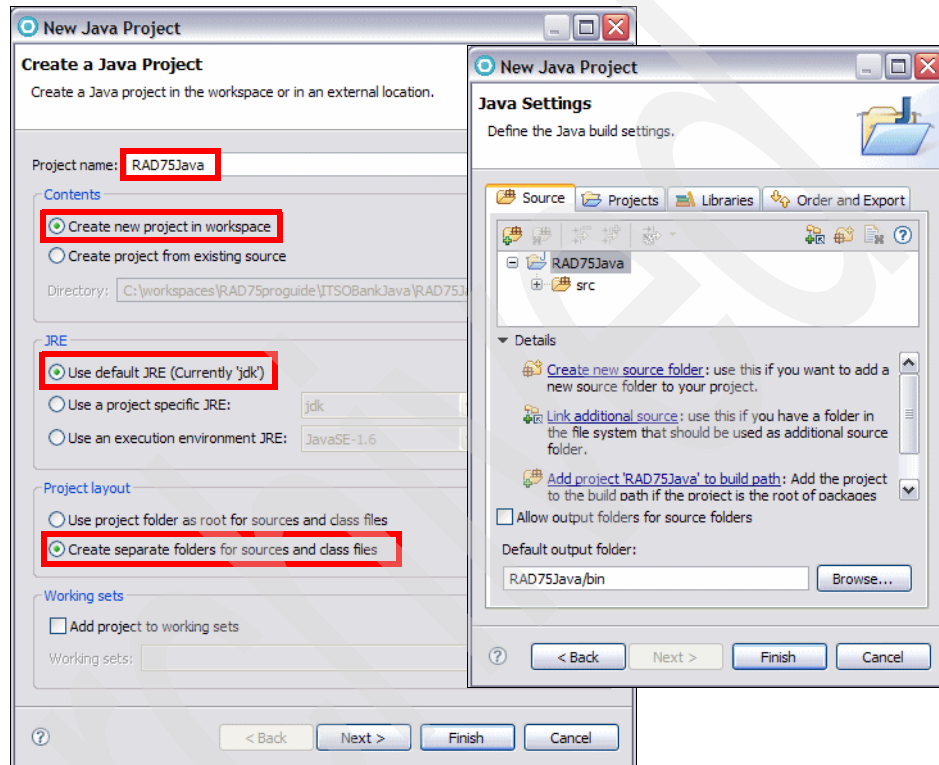 New Java Project
Create a Java Project
Create a Java project in the workspace or in an external location.
Project name: RAD75Java
Contents
Create new project in workspace
Create project from existing source
Directory: C:\workspaces\RAD75proguide\ITSOBankJava\RAD75J
JRE
Use default JRE (Currently 'jdk')
Use a project specific JRE: jdk
Use an execution environment JRE: JavaSE-1.6
Project layout
Use project folder as root for sources and class files
Create separate folders for sources and class files
Working sets
Add project to working sets
Working sets:
< Back Next > Finish Cancel
New Java Project
Java Settings
Define the Java build settings.
Source Projects Libraries Order and Export
RAD75Java
src
Details
Create new source folder: use this if you want to add a
new source folder to your project.
Link additional source: use this if you have a folder in
the file system that should be used as additional source
folder.
Add project 'RAD75Java' to build path: Add the project
to the build path if the project is the root of packages
Allow output folders for source folders
Default output folder:
RAD75Java/bin Browse...
< Back Next > Finish Cancel